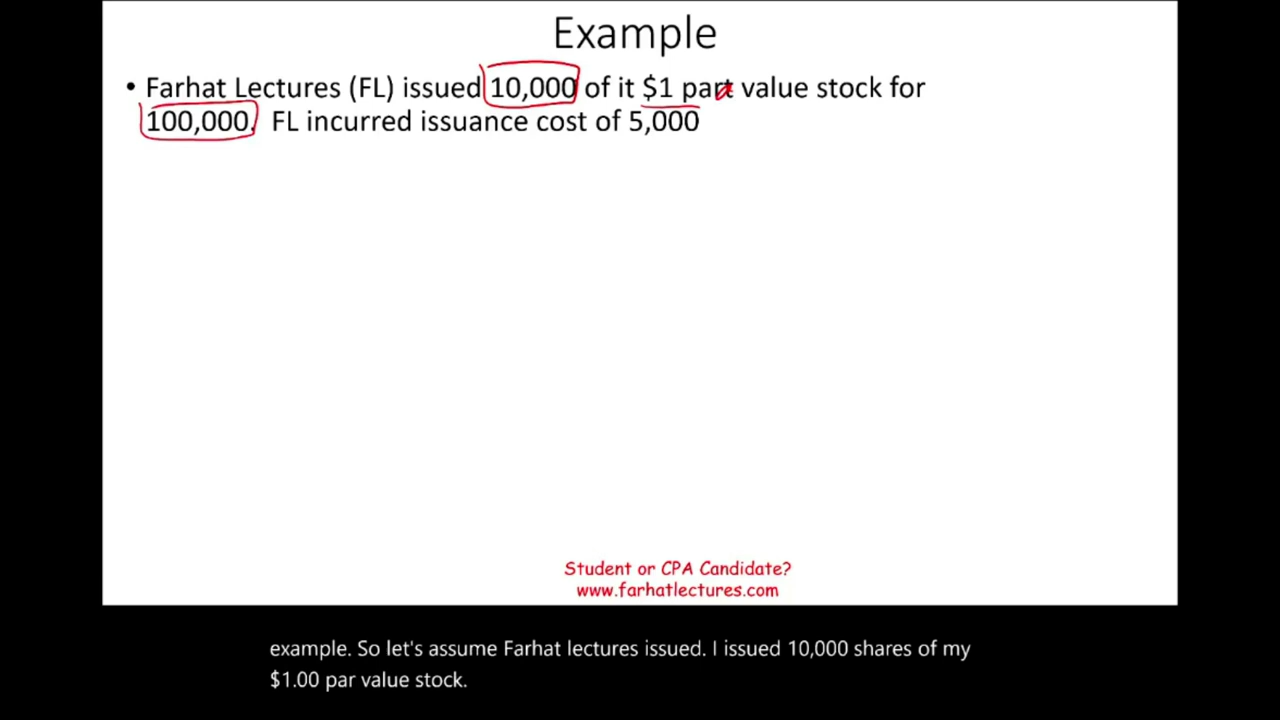 Example
• Farhat Lectures (FL) issued 10,000 of it $1 part value stock for
100,000. FL incurred issuance cost of 5,000
Student or CPA Candidate?
www.farhatlectures.com
example. So let's assume Farhat lectures issued. I issued 10,000 shares of my
$1.00 par value stock.